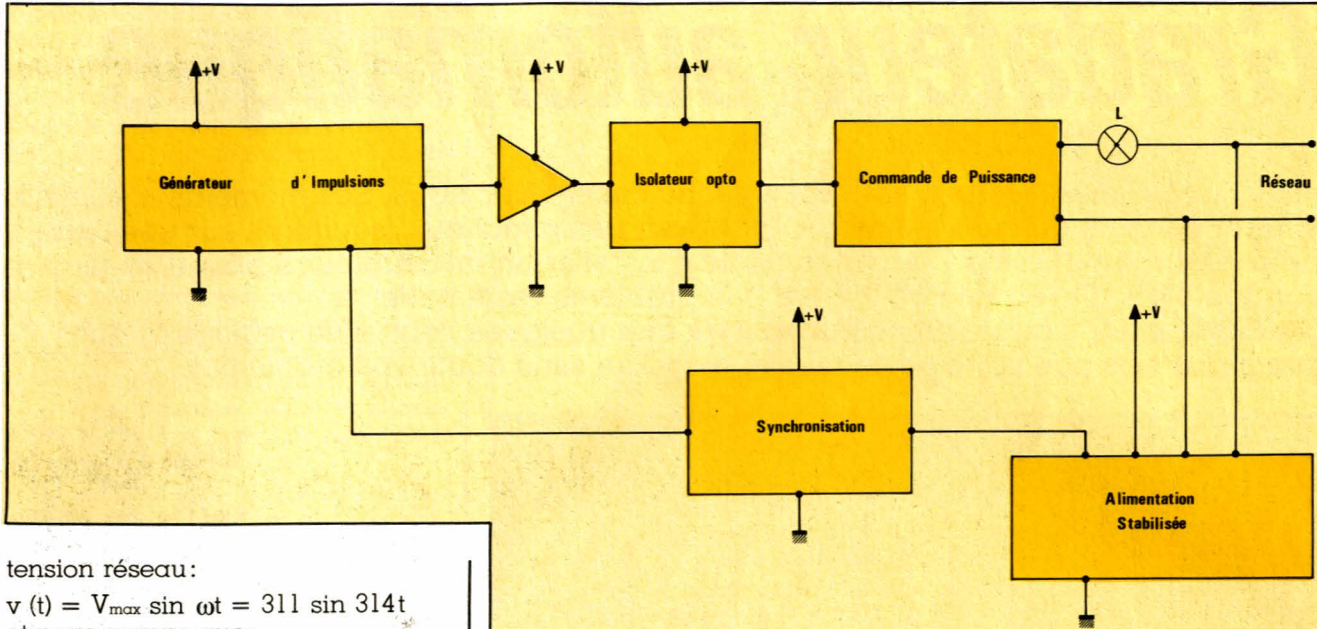 +V
+V
+V
L
Générateur d'Impulsions
Isolateur opto
Commande de Puissance
Réseau
+V
+V
Synchronisation
Alimentation
Stabilisée
tension réseau:
v (t) = Vmax sin ωt = 311 sin 314t